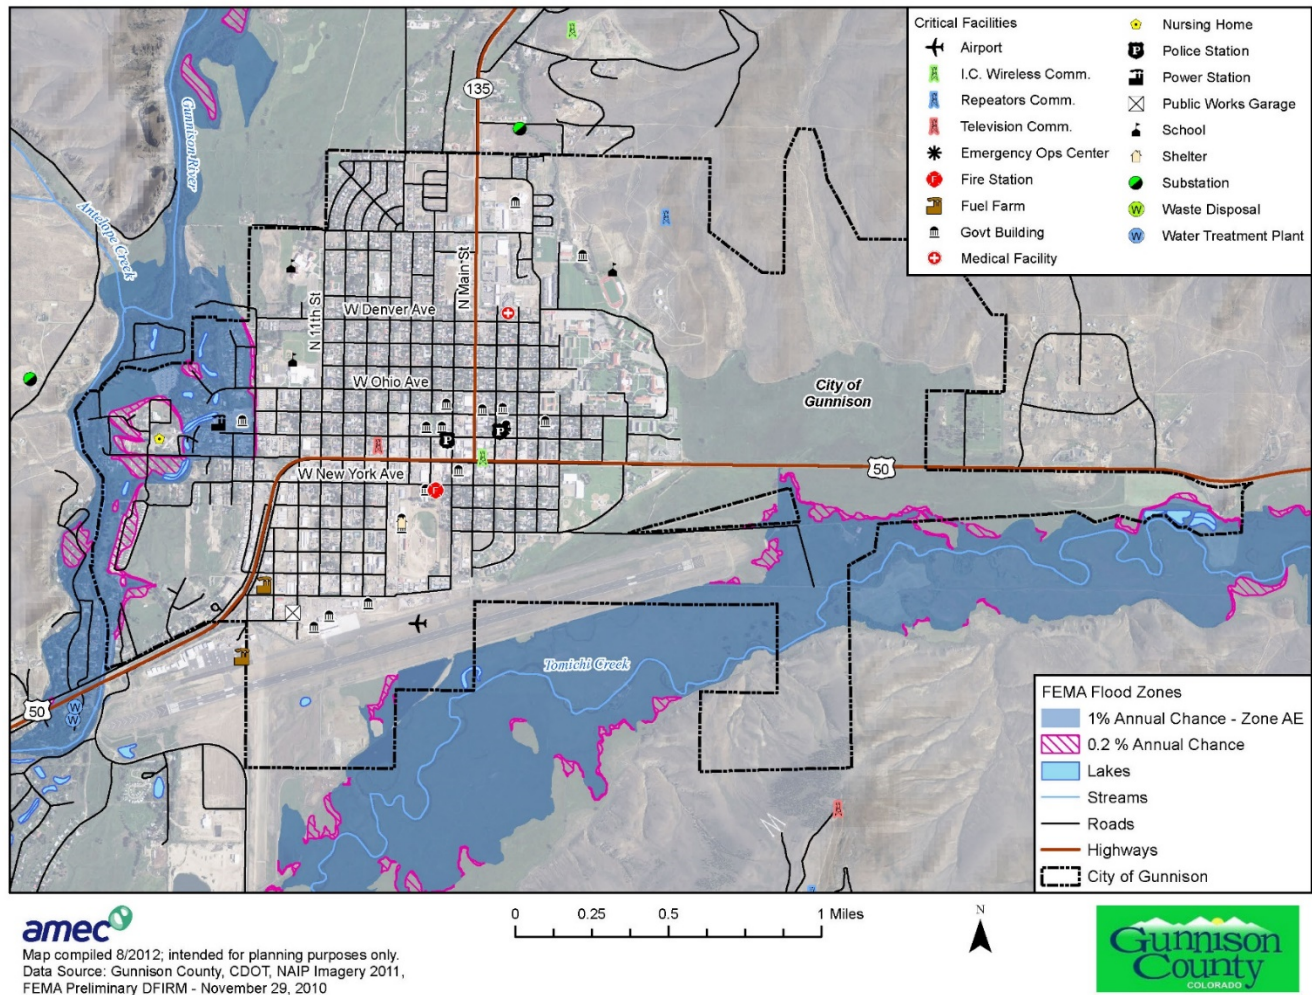 Critical Facilities
Airport
I.C. Wireless Comm.
Repeators Comm.
Television Comm.
Emergency Ops Center
F Fire Station
Fuel Farm
Govt Building
Medical Facility
Nursing Home
P Police Station
Power Station
Public Works Garage
School
Shelter
Substation
W Waste Disposal
W Water Treatment Plant
135
Gunnison River
Antelope Creek
N Main St
N 11th St
W Denver Ave
W Ohio Ave
City of
Gunnison
P
P
W New York Ave
50
F
Tomichi Creek
50
W
W
M
FEMA Flood Zones
1% Annual Chance - Zone AE
0.2 % Annual Chance
Lakes
Streams
Roads
Highways
City of Gunnison
amec
Map compiled 8/2012; intended for planning purposes only.
Data Source: Gunnison County, CDOT, NAIP Imagery 2011,
FEMA Preliminary DFIRM - November 29, 2010
0 0.25 0.5 1 Miles
N
Gunnison
County
COLORADO